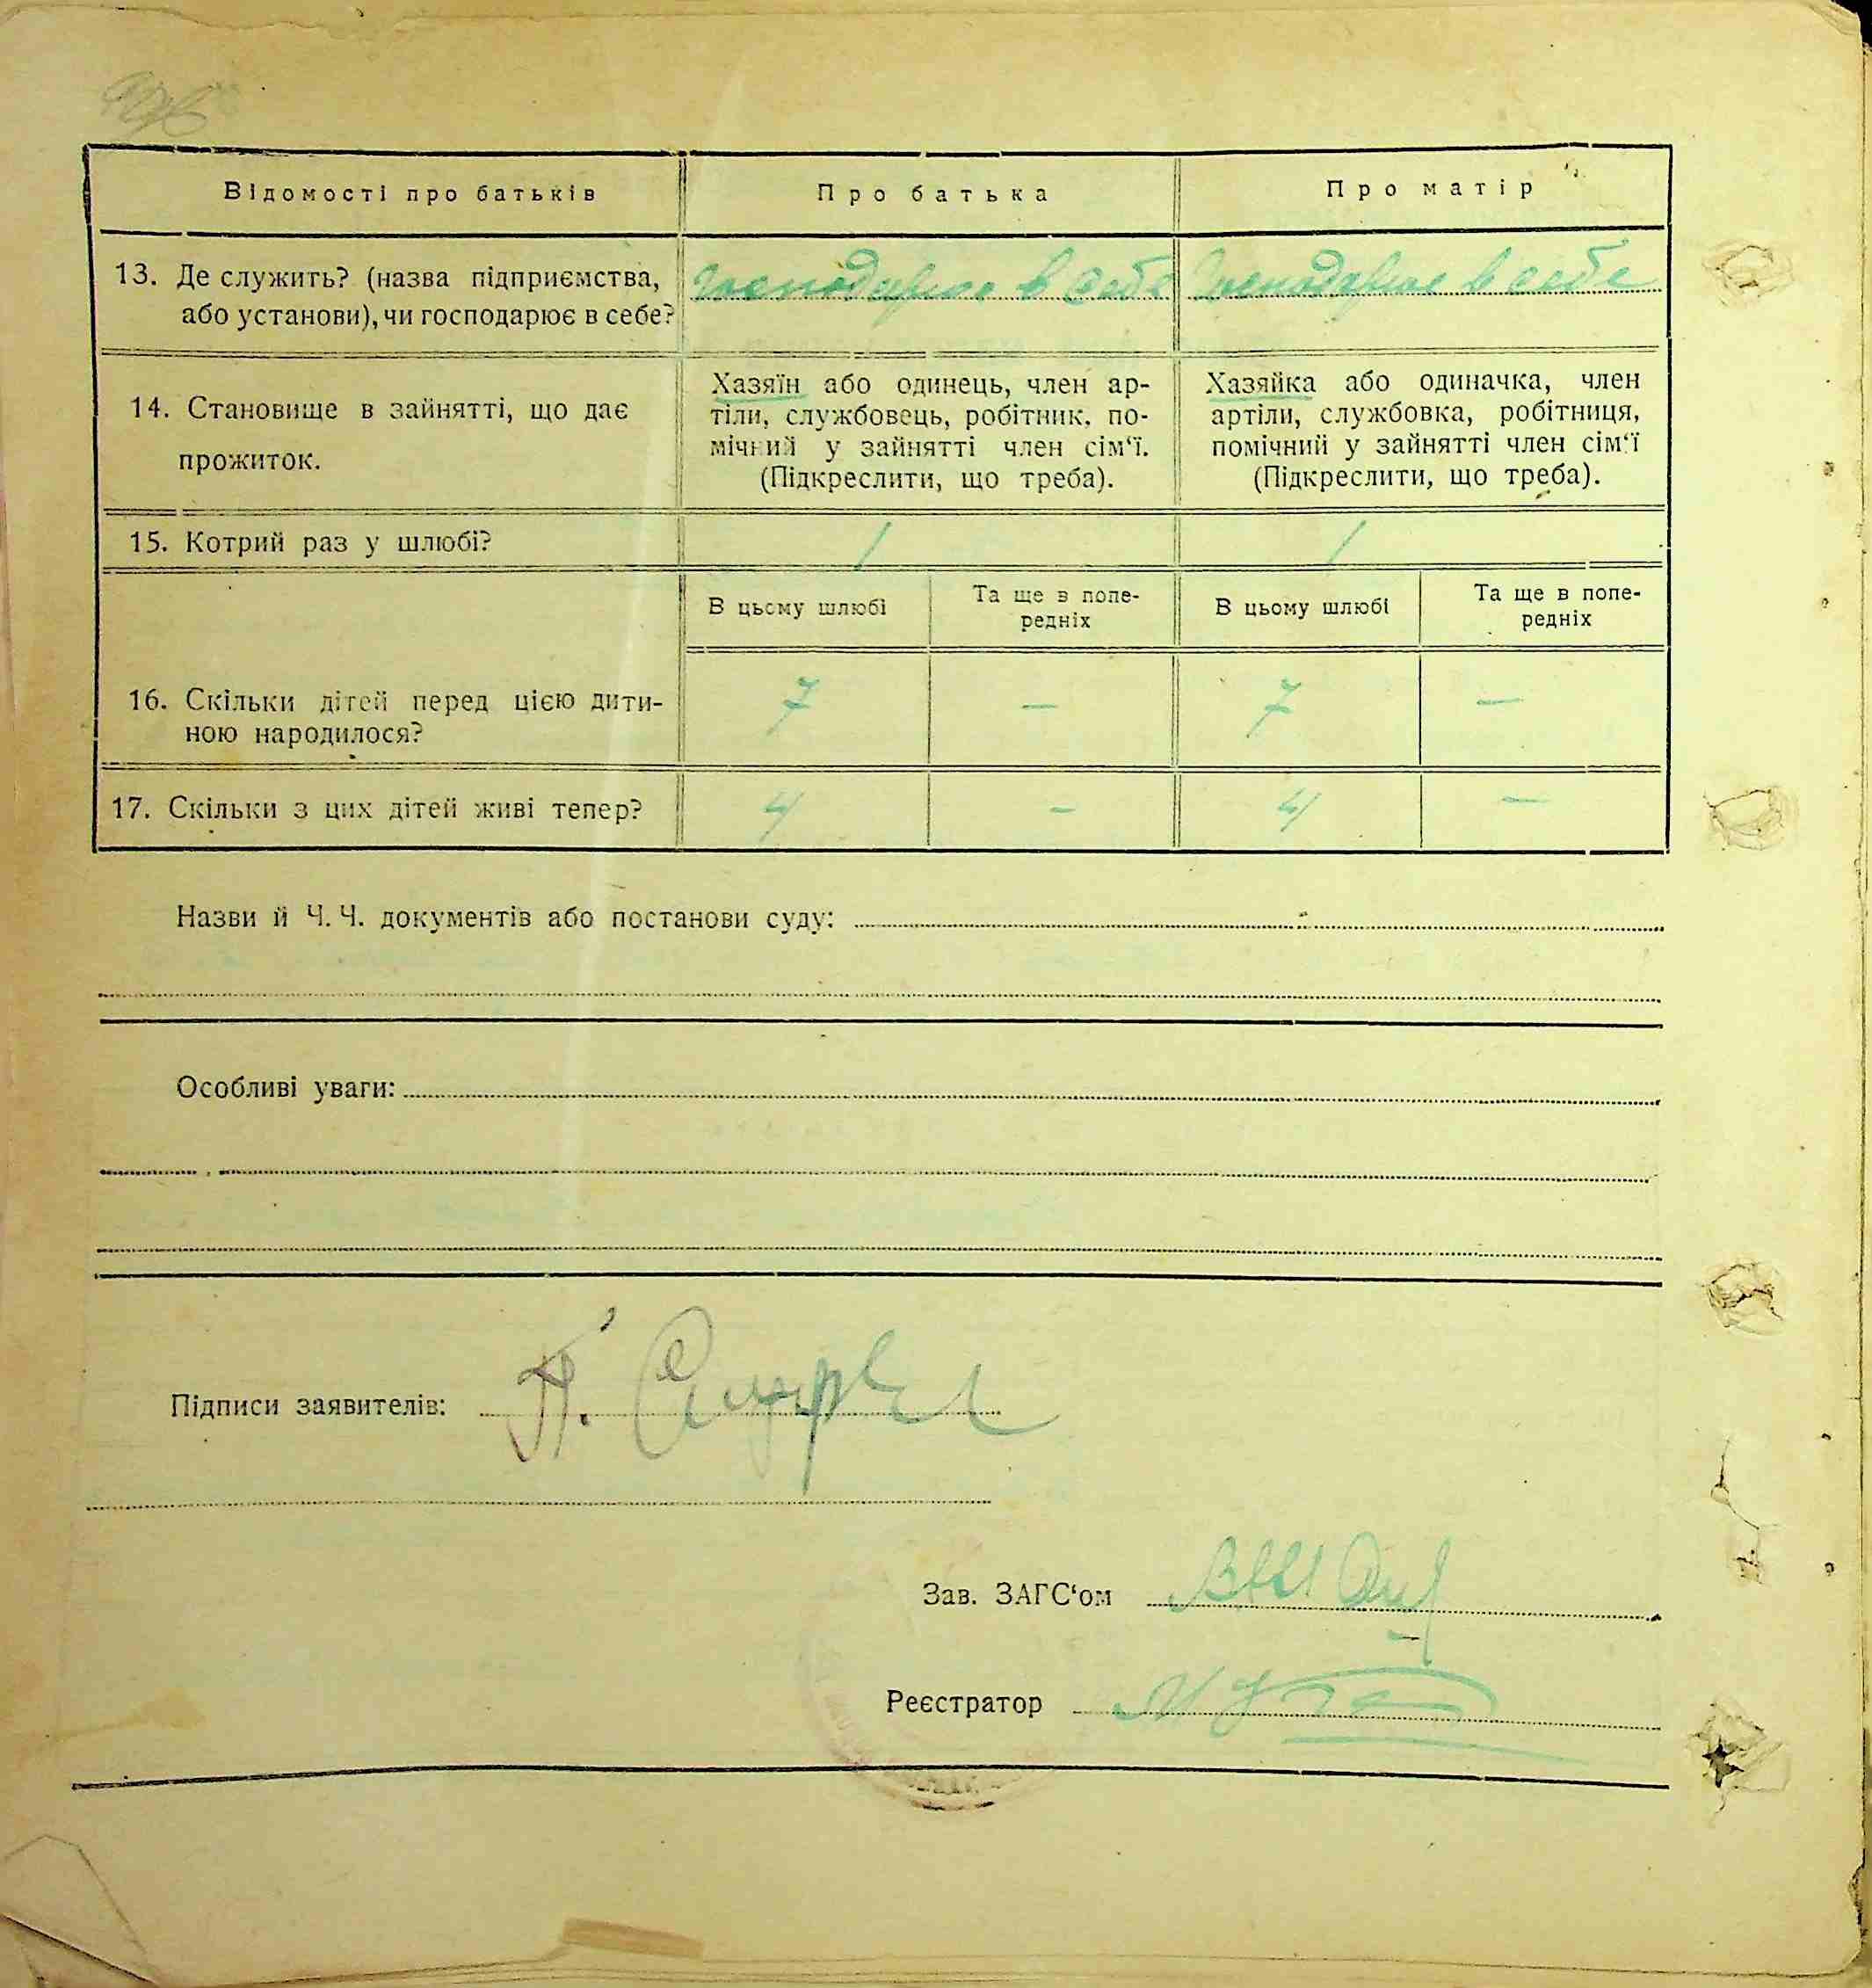 Відомості про батьків Про батька Про матір
13. Де служить? (назва підприємства, або установи), чи господарює в себе?
господарює в себе
господарює в себе
14. Становище в зайнятті, що дає
прожиток.
Хазяїн або одинець, член ар-
тіли, службовець, робітник, по-
мічний у зайнятті член сім‘ї.
(Підкреслити, що треба).
Хазяйка або одиначка, член
артіли, службовка, робітниця,
помічний у зайнятті член сім‘ї
(Підкреслити, що треба).
15. Котрий раз у шлюбі? 1 1
В цьому шлюбі
Та ще в попе-
редніх
В цьому шлюбі
Та ще в попе-
редніх
16. Скільки дітей перед цією дити-
ною народилося?
7 — 7 —
17. Скільки з цих дітей живі тепер? 4 — 4 —
Назви й Ч. Ч. документів або постанови суду:
Особливі уваги:
Підписи заявителів: П.
Зав. ЗАГС‘ом
Реєстратор